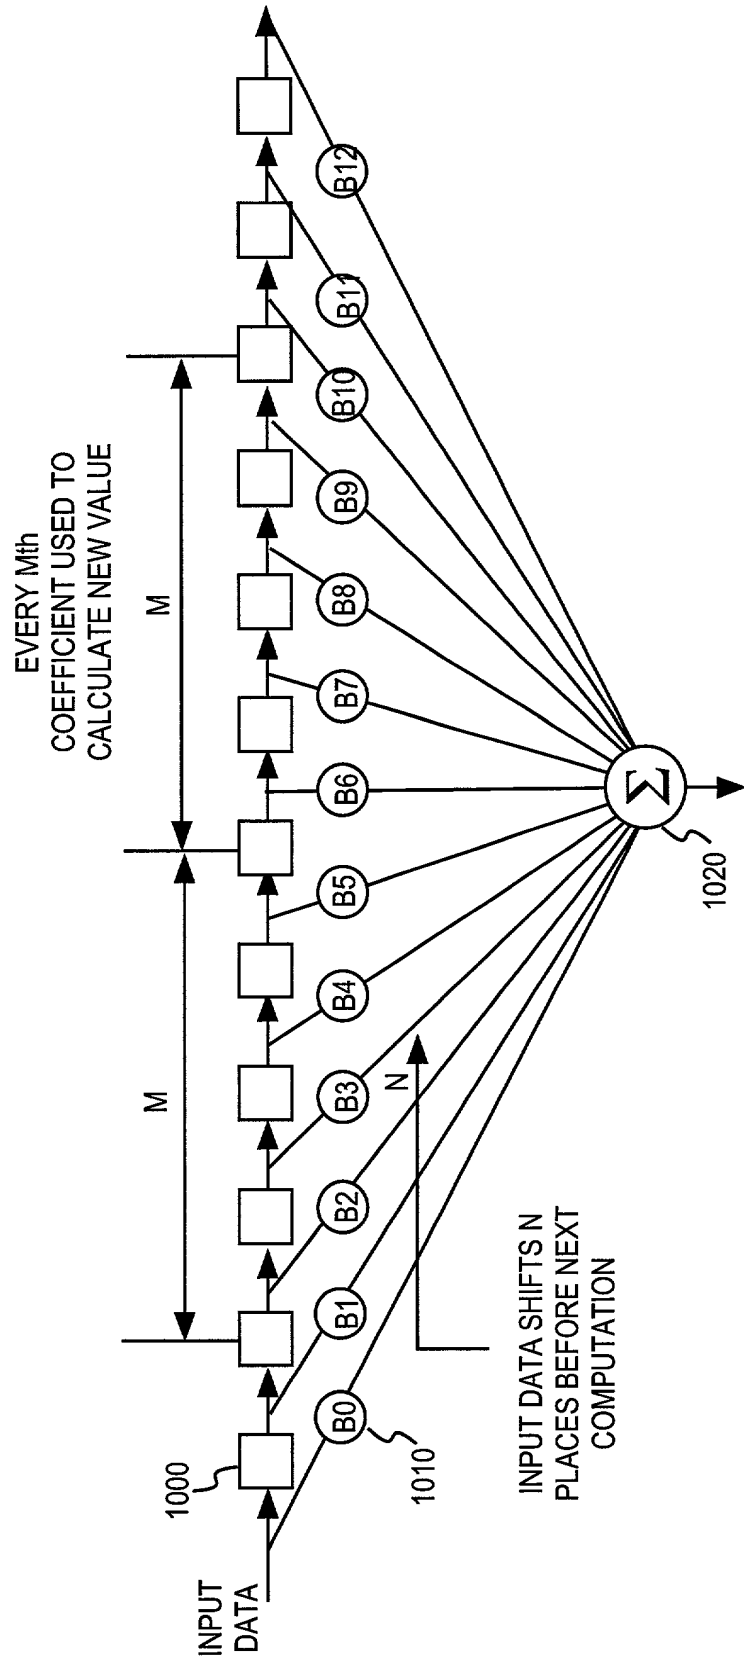 EVERY Mth
COEFFICIENT USED TO
CALCULATE NEW VALUE
M
M
INPUT
DATA
1000
B0
B1
B2
B3
B4
B5
B6
B7
B8
B9
B10
B11
B12
1010
N
INPUT DATA SHIFTS N
PLACES BEFORE NEXT
COMPUTATION
Σ
1020